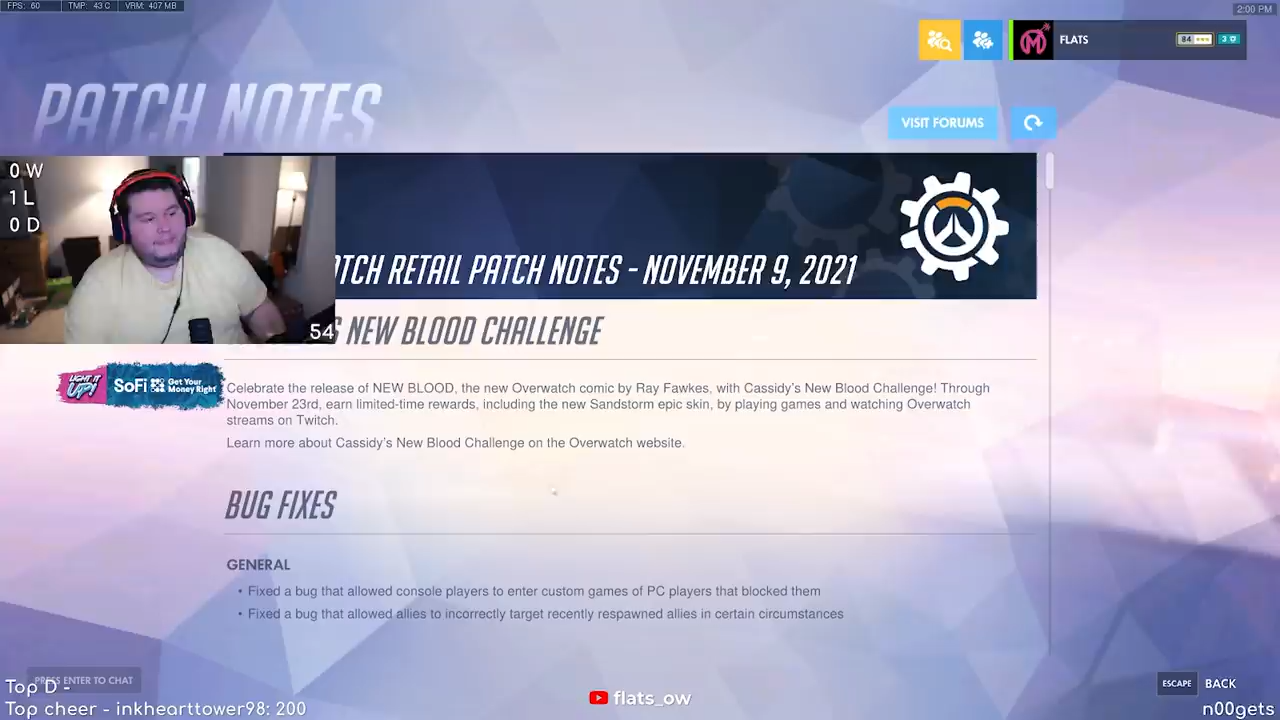 FPS: 60 TMP: 43 C VRM: 407 MB
2:00 PM
FLATS
84
3
PATCH NOTES
VISIT FORUMS
0 W
1 L
0 D
TCH RETAIL PATCH NOTES - NOVEMBER 9, 2021
54
S NEW BLOOD CHALLENGE
LIGHT IT UP!
SoFi Get Your Money Right
Celebrate the release of NEW BLOOD, the new Overwatch comic by Ray Fawkes, with Cassidy's New Blood Challenge! Through
November 23rd, earn limited-time rewards, including the new Sandstorm epic skin, by playing games and watching Overwatch
streams on Twitch.
Learn more about Cassidy's New Blood Challenge on the Overwatch website.
BUG FIXES
GENERAL
• Fixed a bug that allowed console players to enter custom games of PC players that blocked them
• Fixed a bug that allowed allies to incorrectly target recently respawned allies in certain circumstances
PRESS ENTER TO CHAT
Top D -
Top cheer - inkhearttower98: 200
flats_ow
ESCAPE BACK
n00gets